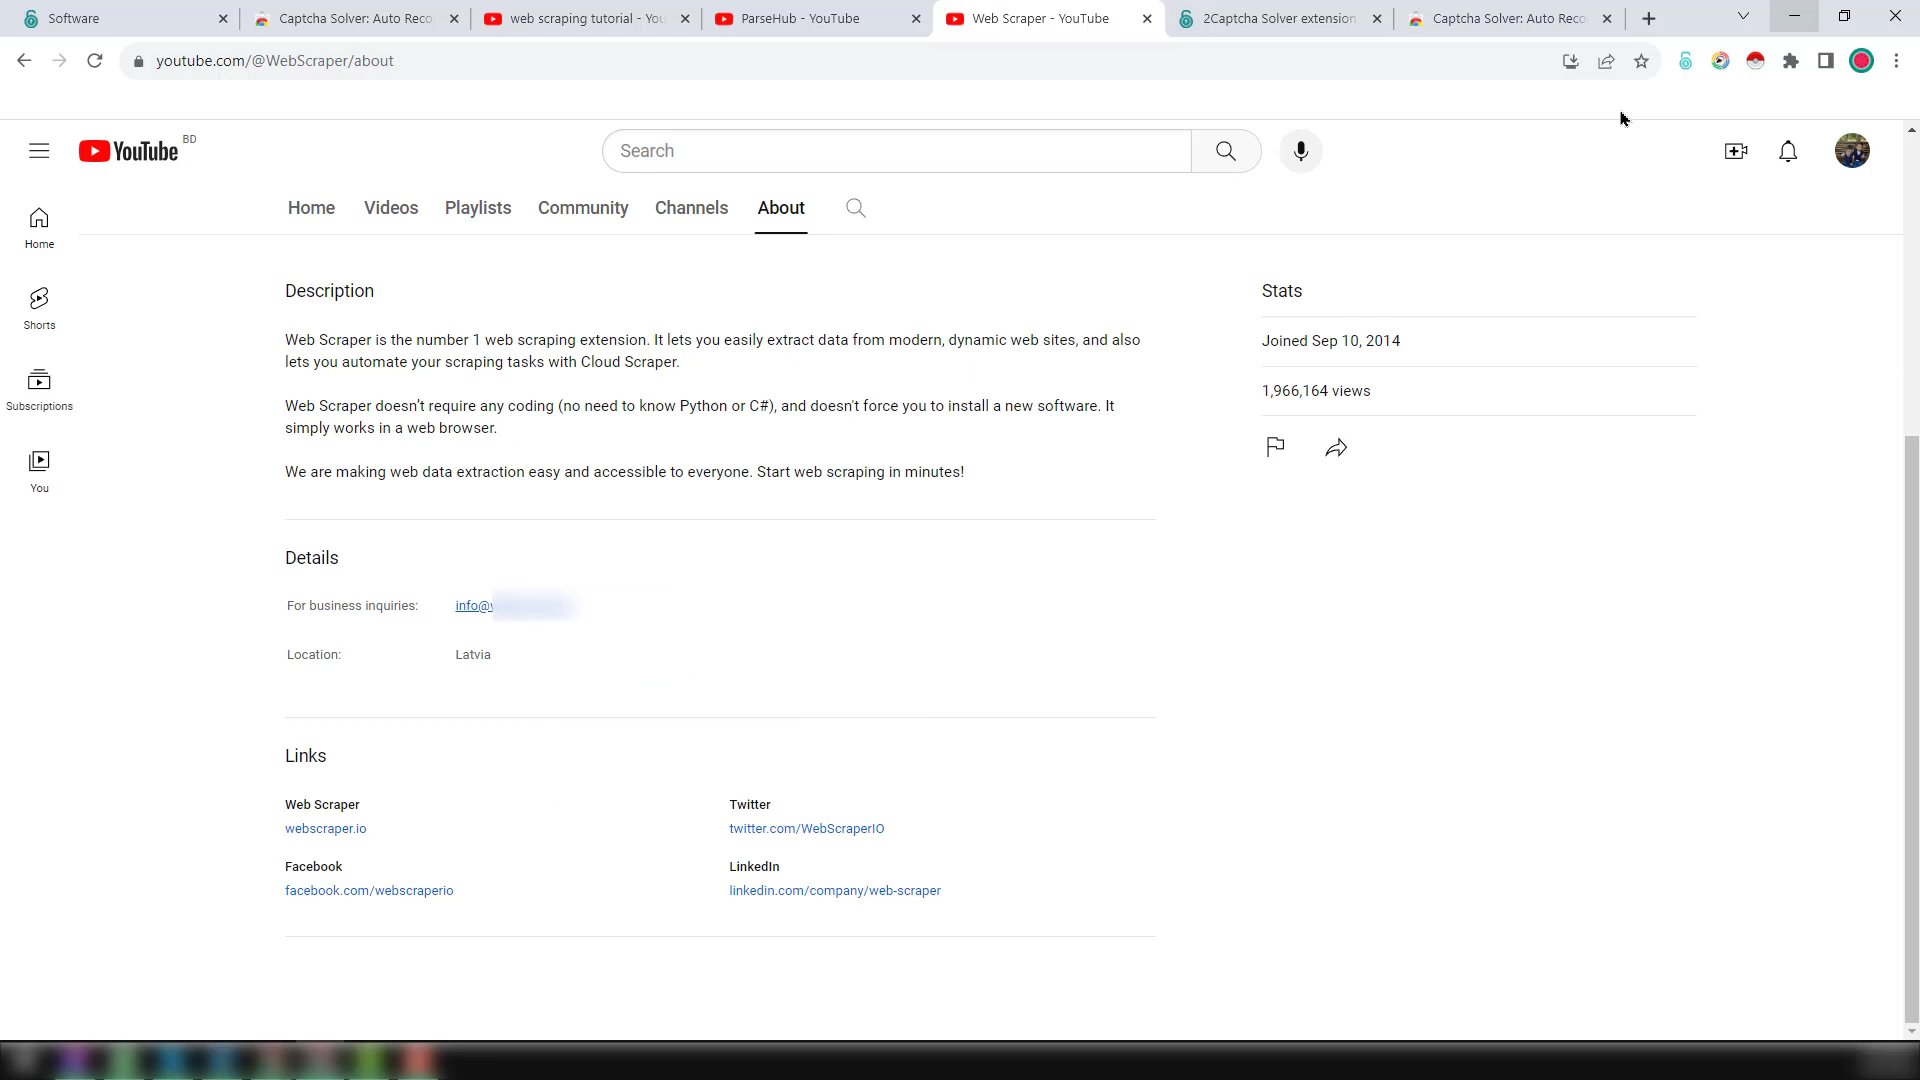 Software
Captcha Solver: Auto Reco
web scraping tutorial - You
ParseHub - YouTube
Web Scraper - YouTube
2Captcha Solver extension
Captcha Solver: Auto Reco
youtube.com/@WebScraper/about
YouTube BD
Search
Home
Videos
Playlists
Community
Channels
About
Home
Shorts
Subscriptions
You
Description
Web Scraper is the number 1 web scraping extension. It lets you easily extract data from modern, dynamic web sites, and also
lets you automate your scraping tasks with Cloud Scraper.
Web Scraper doesn’t require any coding (no need to know Python or C#), and doesn't force you to install a new software. It
simply works in a web browser.
We are making web data extraction easy and accessible to everyone. Start web scraping in minutes!
Stats
Joined Sep 10, 2014
1,966,164 views
Details
For business inquiries: info@
Location: Latvia
Links
Web Scraper
webscraper.io
Twitter
twitter.com/WebScraperIO
Facebook
facebook.com/webscraperio
LinkedIn
linkedin.com/company/web-scraper